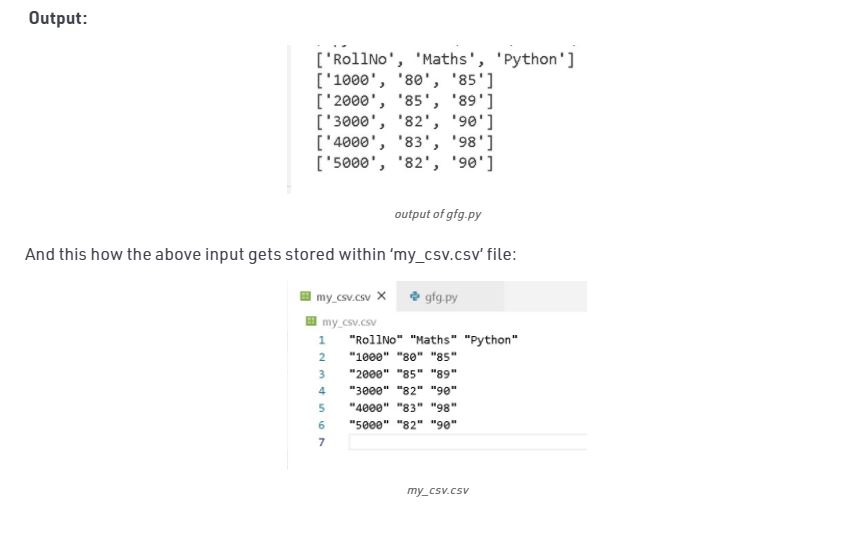 Output:
['RollNo', 'Maths', 'Python']
['1000', '80', '85']
['2000', '85', '89']
['3000', '82', '90']
['4000', '83', '98']
['5000', '82', '90']
output of gfg.py
And this how the above input gets stored within ‘my_csv.csv’ file:
my_csv.csv × gfg.py
my_csv.csv
1 "RollNo" "Maths" "Python"
2 "1000" "80" "85"
3 "2000" "85" "89"
4 "3000" "82" "90"
5 "4000" "83" "98"
6 "5000" "82" "90"
7
my_csv.csv